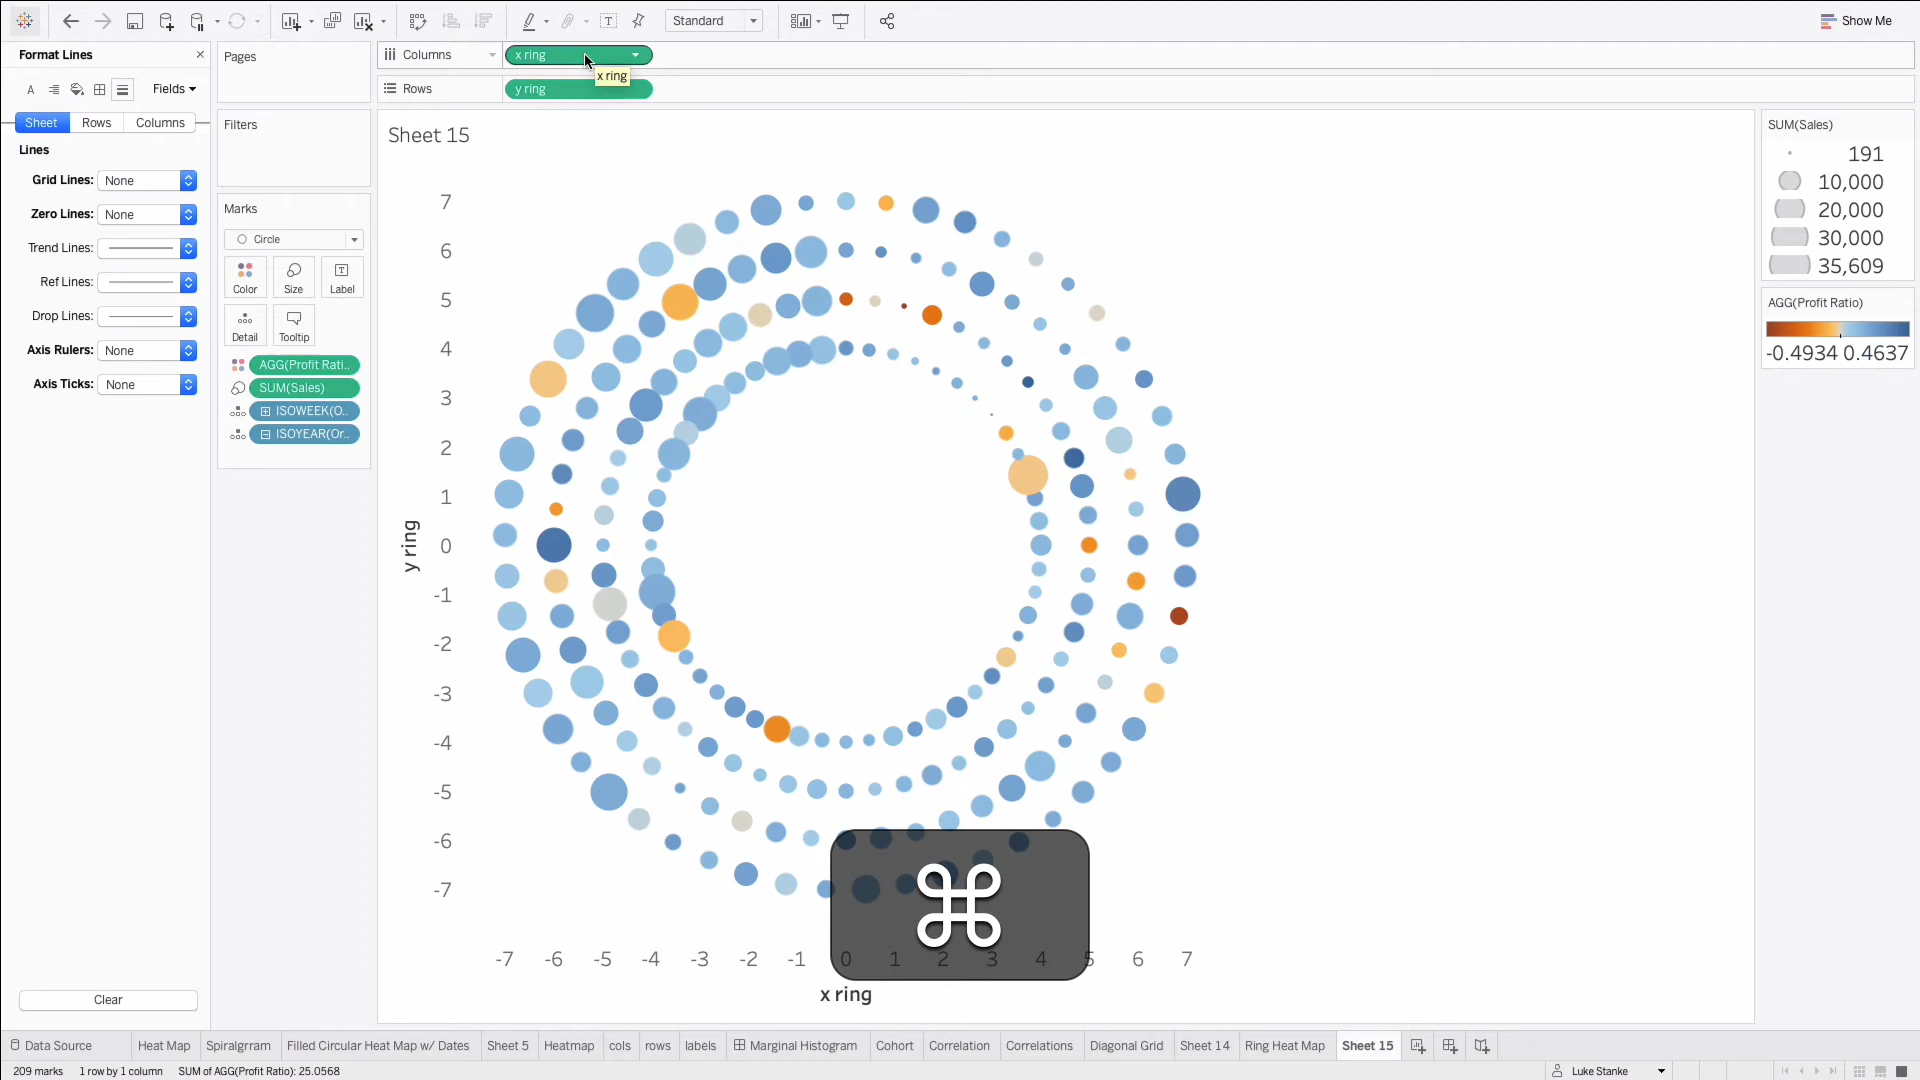 Standard
Show Me
Format Lines
Fields
Sheet
Rows
Columns
Lines
Grid Lines: None
Zero Lines: None
Trend Lines:
Ref Lines:
Drop Lines:
Axis Rulers: None
Axis Ticks: None
Clear
Pages
Filters
Marks
Circle
Color
Size
Label
Detail
Tooltip
AGG(Profit Rati..
SUM(Sales)
ISOWEEK(O..
ISOYEAR(Or..
Columns
x ring
x ring
Rows
y ring
Sheet 15
7
6
5
4
3
2
1
0
-1
-2
-3
-4
-5
-6
-7
y ring
-7 -6 -5 -4 -3 -2 -1 0 1 2 3 4 5 6 7
x ring
⌘
SUM(Sales)
191
10,000
20,000
30,000
35,609
AGG(Profit Ratio)
-0.4934 0.4637
Data Source
Heat Map
Spiralgrram
Filled Circular Heat Map w/ Dates
Sheet 5
Heatmap
cols
rows
labels
Marginal Histogram
Cohort
Correlation
Correlations
Diagonal Grid
Sheet 14
Ring Heat Map
Sheet 15
209 marks
1 row by 1 column
SUM of AGG(Profit Ratio): 25.0568
Luke Stanke